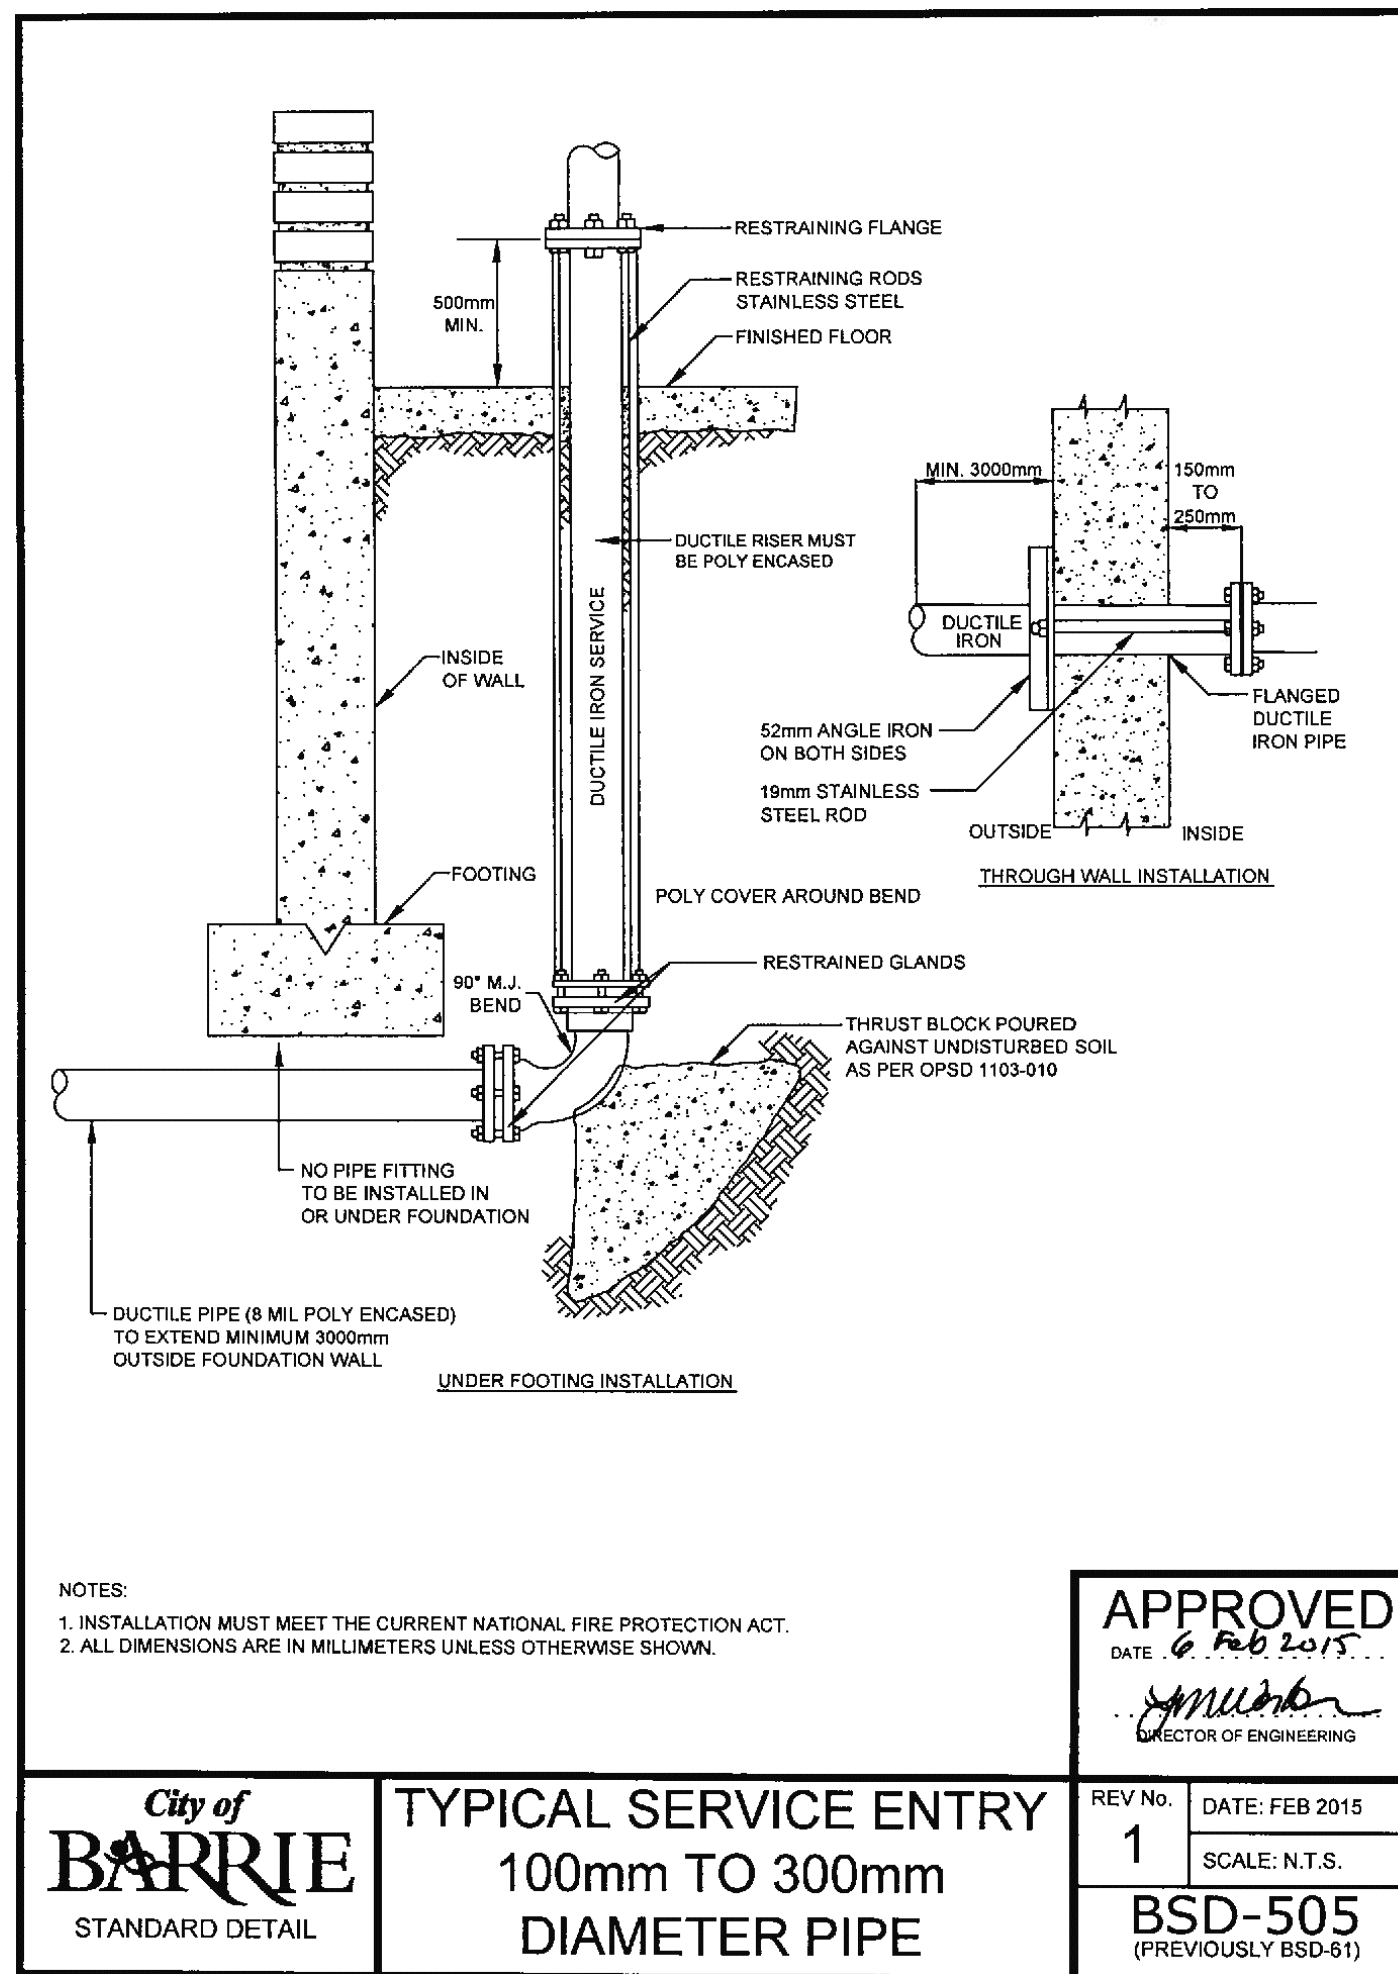 RESTRAINING FLANGE
RESTRAINING RODS
STAINLESS STEEL
500mm
MIN.
FINISHED FLOOR
MIN. 3000mm
150mm
TO
250mm
DUCTILE RISER MUST
BE POLY ENCASED
DUCTILE IRON SERVICE
DUCTILE
IRON
INSIDE
OF WALL
FLANGED
DUCTILE
IRON PIPE
52mm ANGLE IRON
ON BOTH SIDES
19mm STAINLESS
STEEL ROD
OUTSIDE
INSIDE
THROUGH WALL INSTALLATION
FOOTING
POLY COVER AROUND BEND
RESTRAINED GLANDS
90° M.J.
BEND
THRUST BLOCK POURED
AGAINST UNDISTURBED SOIL
AS PER OPSD 1103-010
NO PIPE FITTING
TO BE INSTALLED IN
OR UNDER FOUNDATION
DUCTILE PIPE (8 MIL POLY ENCASED)
TO EXTEND MINIMUM 3000mm
OUTSIDE FOUNDATION WALL
UNDER FOOTING INSTALLATION
NOTES:
1. INSTALLATION MUST MEET THE CURRENT NATIONAL FIRE PROTECTION ACT.
2. ALL DIMENSIONS ARE IN MILLIMETERS UNLESS OTHERWISE SHOWN.
APPROVED
DATE 6 Feb 2015
DIRECTOR OF ENGINEERING
City of
BARRIE
STANDARD DETAIL
TYPICAL SERVICE ENTRY
100mm TO 300mm
DIAMETER PIPE
REV No.
1
DATE: FEB 2015
SCALE: N.T.S.
BSD-505
(PREVIOUSLY BSD-61)